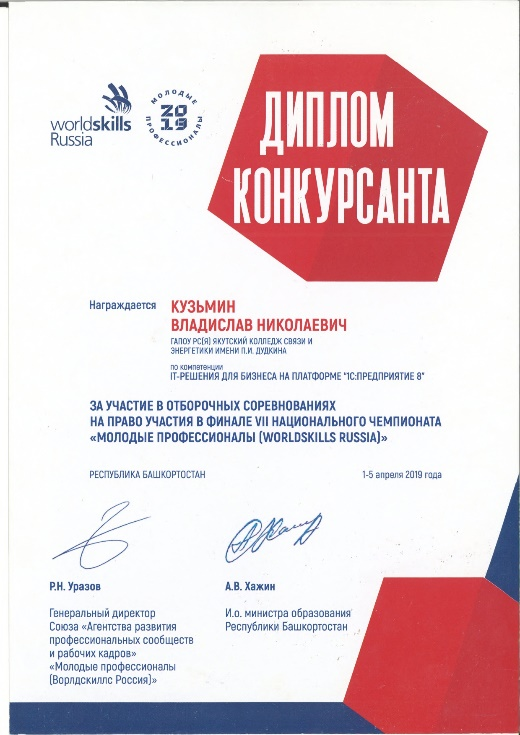 worldskills
Russia
МОЛОДЫЕ ПРОФЕССИОНАЛЫ
2019
ДИПЛОМ
КОНКУРСАНТА
Награждается КУЗЬМИН
ВЛАДИСЛАВ НИКОЛАЕВИЧ
ГАПОУ РС(Я) ЯКУТСКИЙ КОЛЛЕДЖ СВЯЗИ И
ЭНЕРГЕТИКИ ИМЕНИ П.И. ДУДКИНА
по компетенции
IT-РЕШЕНИЯ ДЛЯ БИЗНЕСА НА ПЛАТФОРМЕ "1С:ПРЕДПРИЯТИЕ 8"
ЗА УЧАСТИЕ В ОТБОРОЧНЫХ СОРЕВНОВАНИЯХ
НА ПРАВО УЧАСТИЯ В ФИНАЛЕ VII НАЦИОНАЛЬНОГО ЧЕМПИОНАТА
«МОЛОДЫЕ ПРОФЕССИОНАЛЫ (WORLDSKILLS RUSSIA)»
РЕСПУБЛИКА БАШКОРТОСТАН 1-5 апреля 2019 года
Р.Н. Уразов
Генеральный директор
Союза «Агентства развития
профессиональных сообществ
и рабочих кадров»
«Молодые профессионалы
(Ворлдскиллс Россия)»
А.В. Хажин
И.о. министра образования
Республики Башкортостан